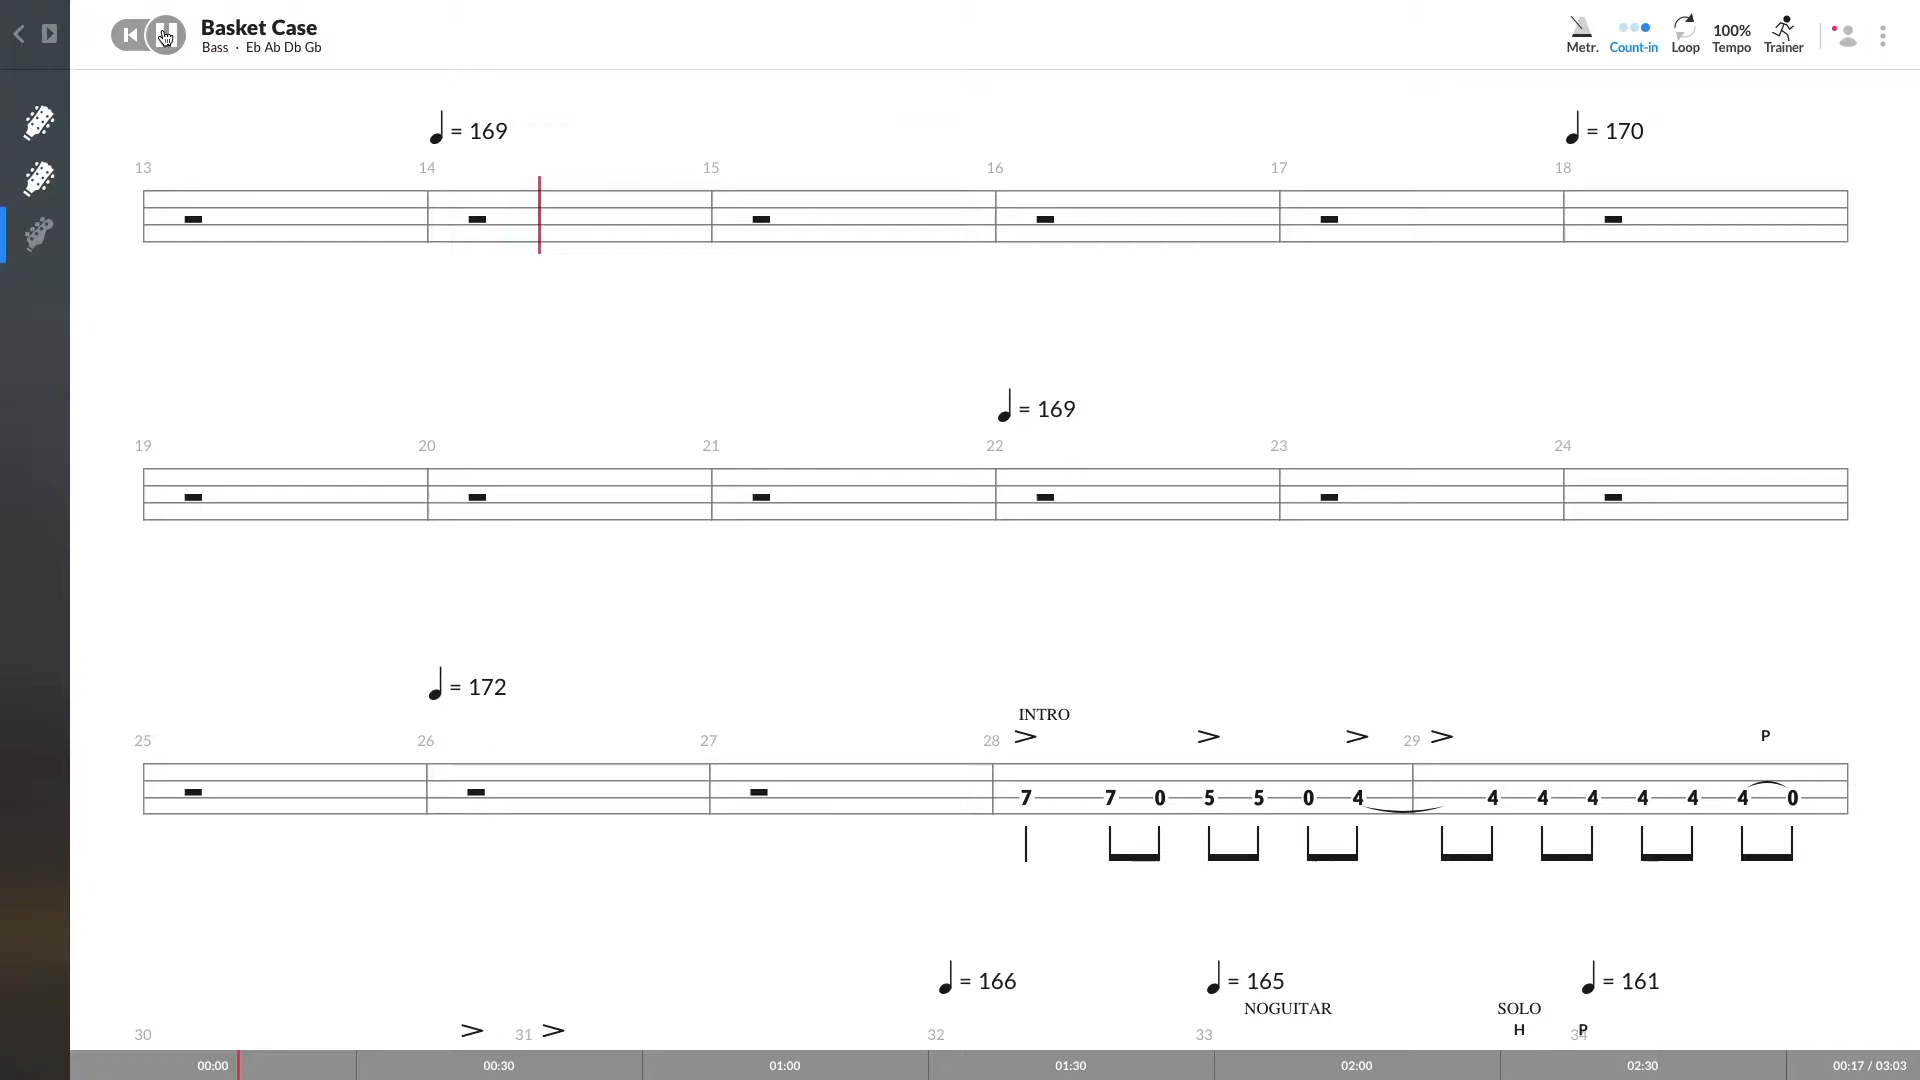 Basket Case
Bass · Eb Ab Db Gb
Metr. Count-in Loop 100% Tempo Trainer
= 169 = 170
13 14 15 16 17 18
= 169
19 20 21 22 23 24
= 172
INTRO
25 26 27 28 > > > 29 > P
7 7 0 5 5 0 4 4 4 4 4 4 4 0
= 166 = 165 = 161
NOGUITAR SOLO
30 > 31 > 32 33 H 34 P
00:00 00:30 01:00 01:30 02:00 02:30 00:17 / 03:03